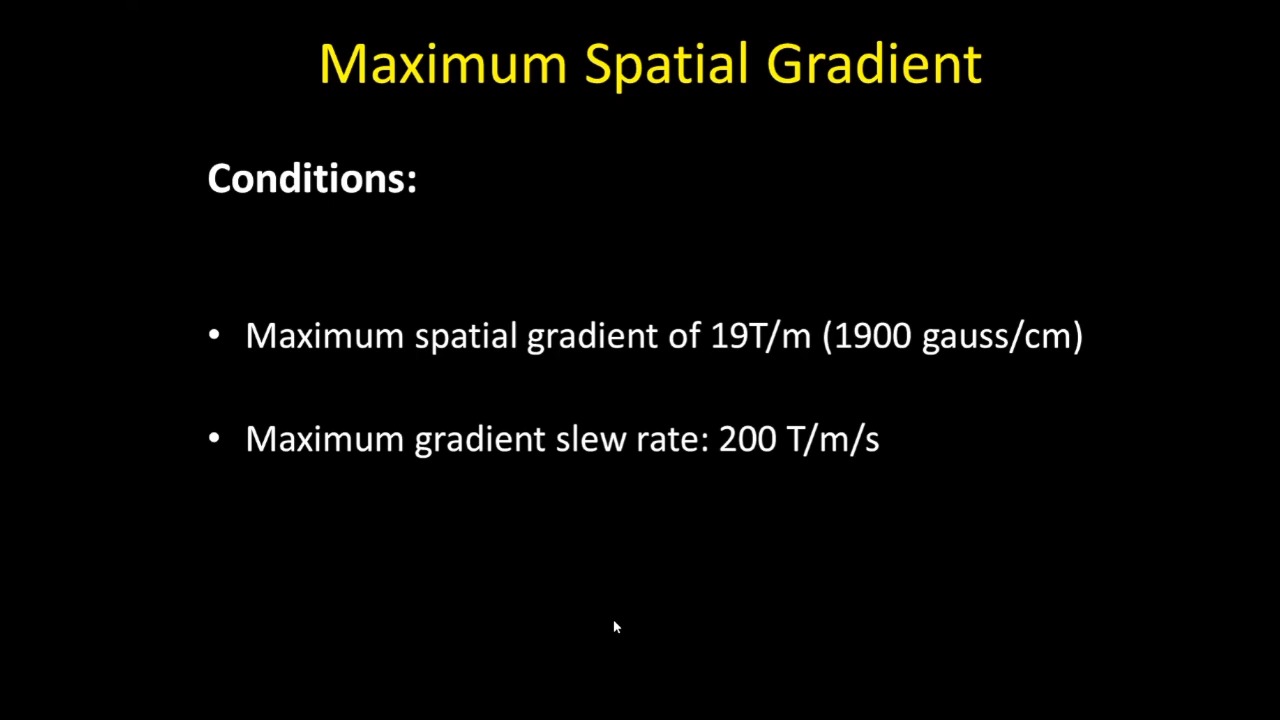 Maximum Spatial Gradient
Conditions:
• Maximum spatial gradient of 19T/m (1900 gauss/cm)
• Maximum gradient slew rate: 200 T/m/s